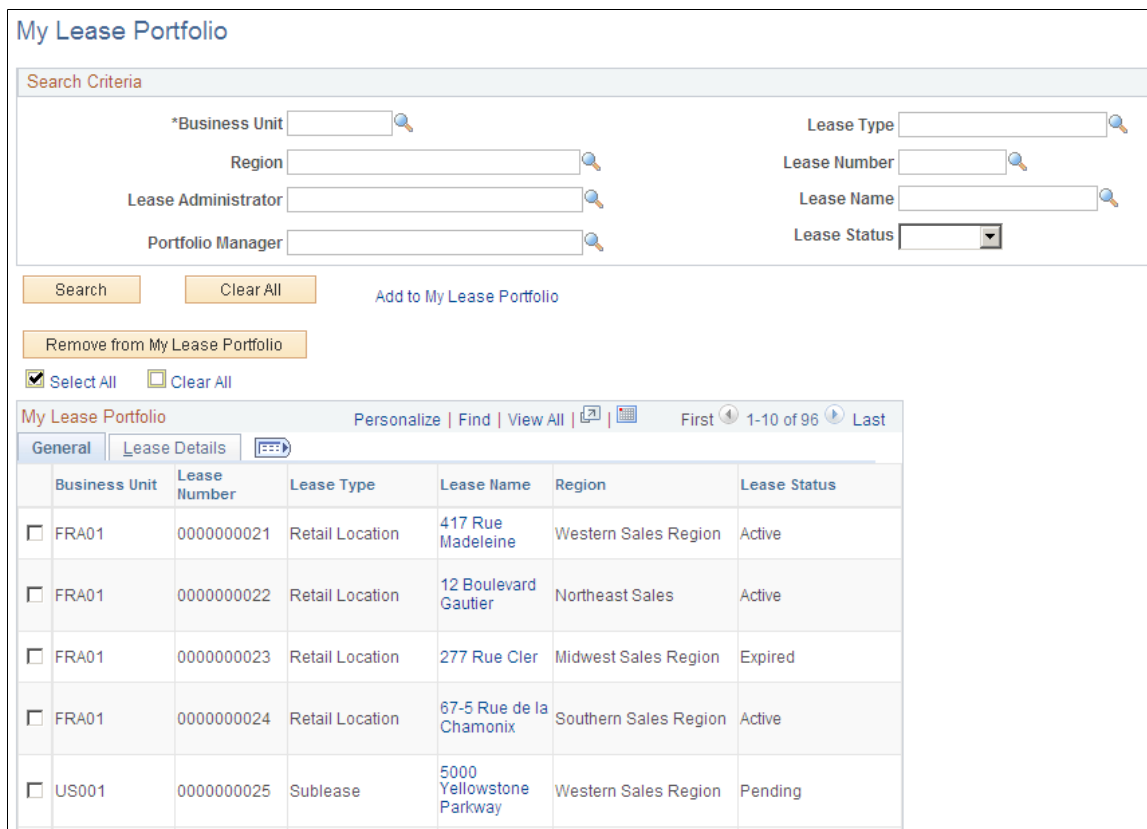 My Lease Portfolio
Search Criteria
*Business Unit
Lease Type
Region
Lease Number
Lease Administrator
Lease Name
Portfolio Manager
Lease Status
Search Clear All Add to My Lease Portfolio
Remove from My Lease Portfolio
Select All Clear All
My Lease Portfolio Personalize | Find | View All | | First 1-10 of 96 Last
General Lease Details
Business Unit Lease Number Lease Type Lease Name Region Lease Status
FRA01 0000000021 Retail Location 417 Rue Madeleine Western Sales Region Active
FRA01 0000000022 Retail Location 12 Boulevard Gautier Northeast Sales Active
FRA01 0000000023 Retail Location 277 Rue Cler Midwest Sales Region Expired
FRA01 0000000024 Retail Location 67-5 Rue de la Chamonix Southern Sales Region Active
US001 0000000025 Sublease 5000 Yellowstone Parkway Western Sales Region Pending